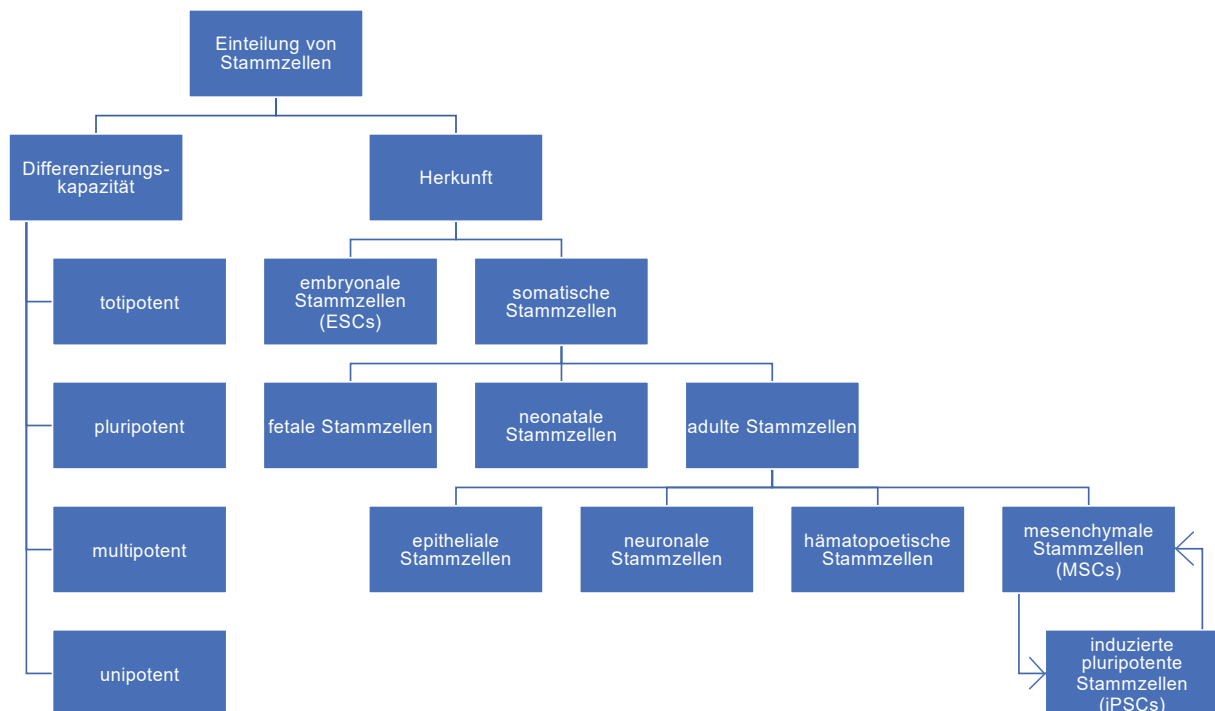 Einteilung von
Stammzellen
Differenzierungs-
kapazität
Herkunft
totipotent
embryonale
Stammzellen
(ESCs)
somatische
Stammzellen
pluripotent
fetale Stammzellen
neonatale
Stammzellen
adulte Stammzellen
multipotent
epitheliale
Stammzellen
neuronale
Stammzellen
hämatopoetische
Stammzellen
mesenchymale
Stammzellen
(MSCs)
unipotent
induzierte
pluripotente
Stammzellen
(iPSCs)